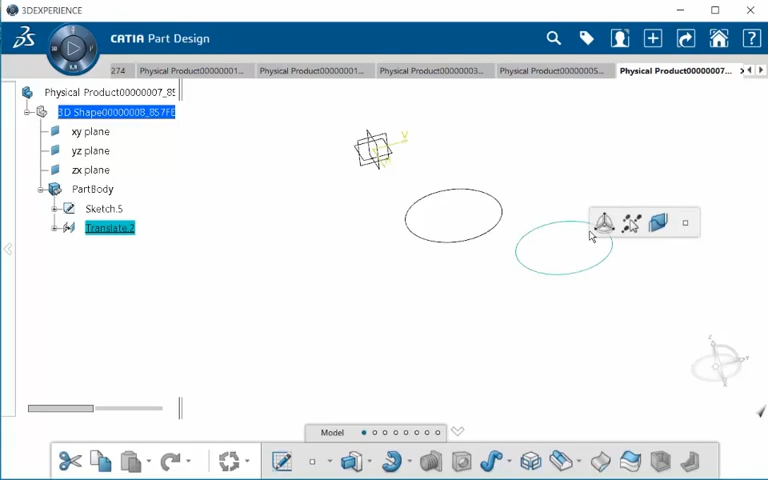 3DEXPERIENCE
CATIA Part Design
274
Physical Product00000001...
Physical Product00000001...
Physical Product00000003...
Physical Product00000005...
Physical Product00000007...
Physical Product00000007_85
3D Shape00000008_857FE
xy plane
yz plane
zx plane
PartBody
Sketch.5
Translate.2
V
Model